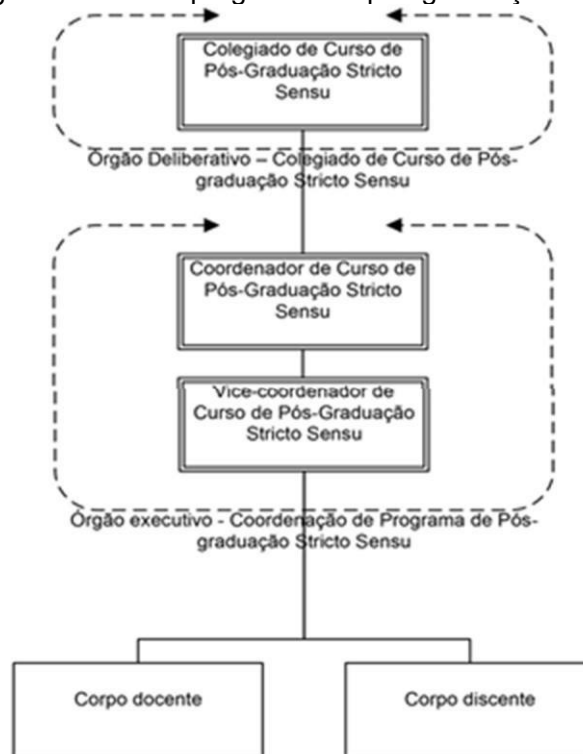 Colegiado de Curso de
Pós-Graduação Stricto
Sensu
Órgão Deliberativo – Colegiado de Curso de Pós-
graduação Stricto Sensu
Coordenador de Curso de
Pós-Graduação Stricto
Sensu
Vice-coordenador de
Curso de Pós-Graduação
Stricto Sensu
Órgão executivo - Coordenação de Programa de Pós-
graduação Stricto Sensu
Corpo docente
Corpo discente